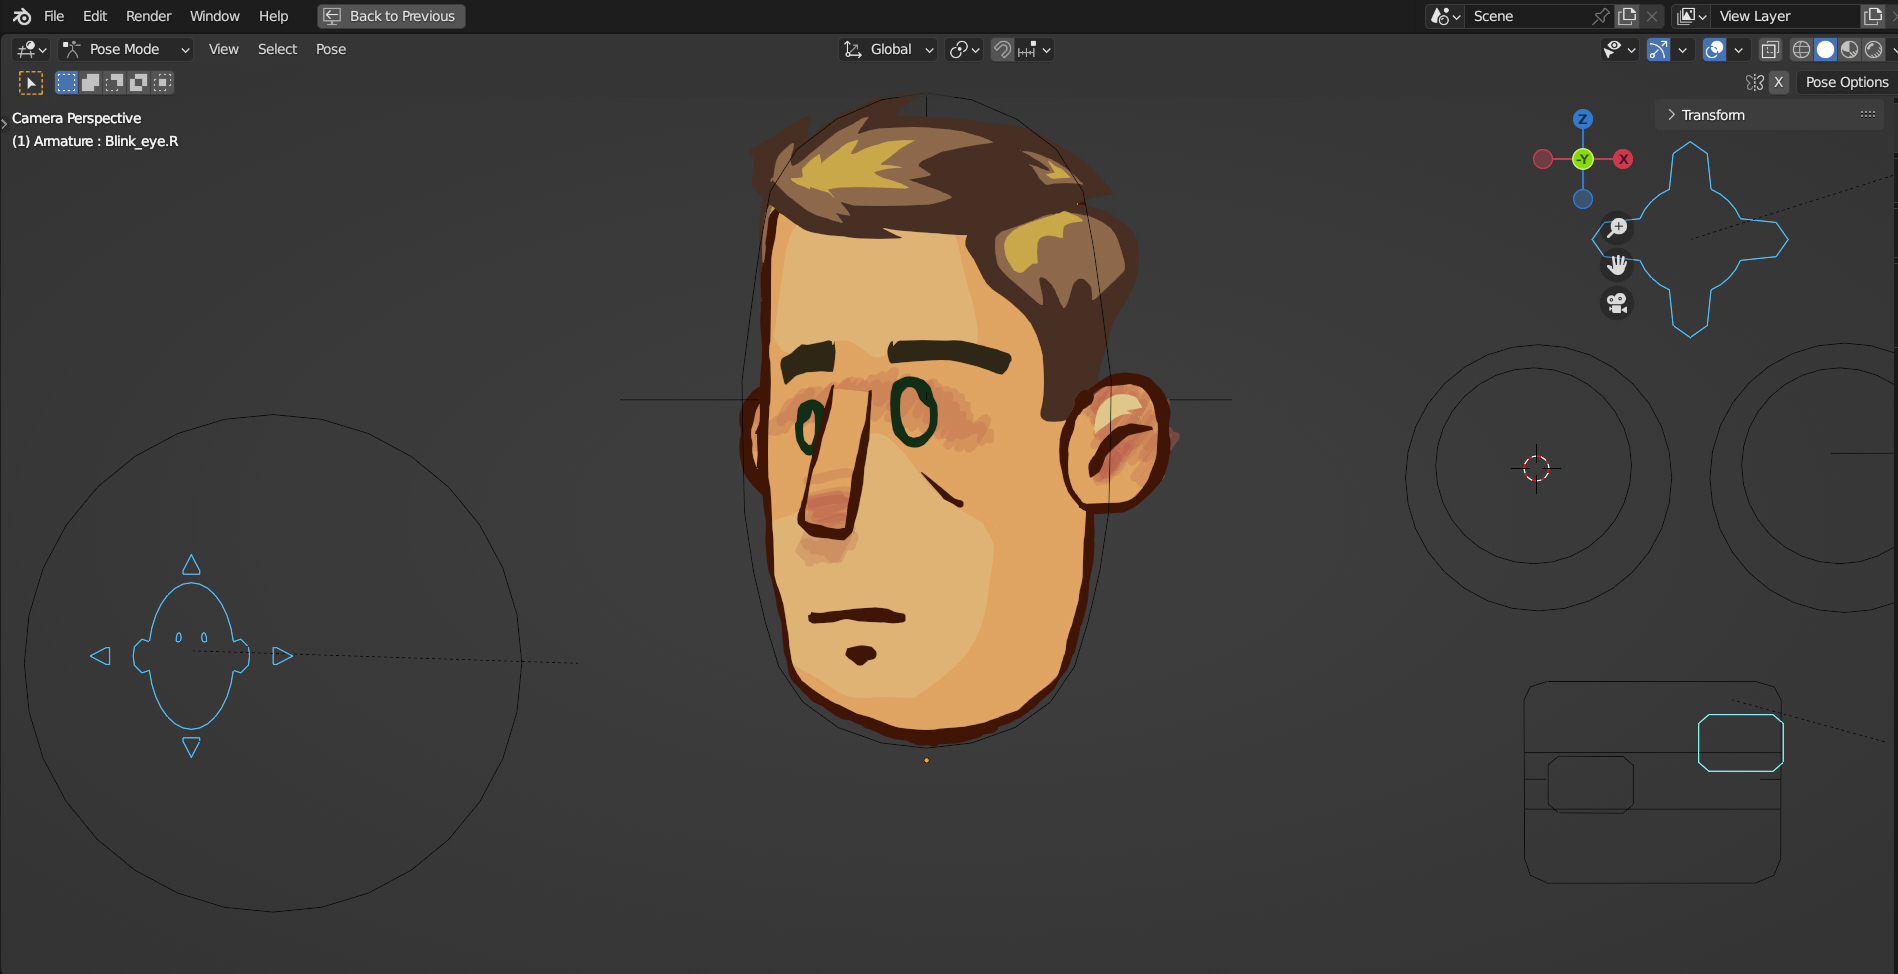 File Edit Render Window Help Back to Previous Scene View Layer
Pose Mode View Select Pose Global
X Pose Options
Camera Perspective
(1) Armature : Blink_eye.R
Transform
Z
-Y X